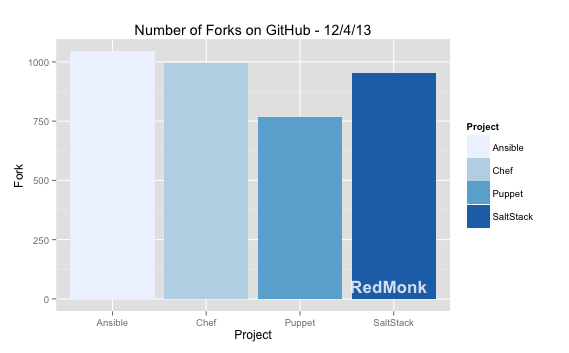 Number of Forks on GitHub - 12/4/13
Fork
1000
750
500
250
0
RedMonk
Ansible Chef Puppet SaltStack
Project
Project
Ansible
Chef
Puppet
SaltStack